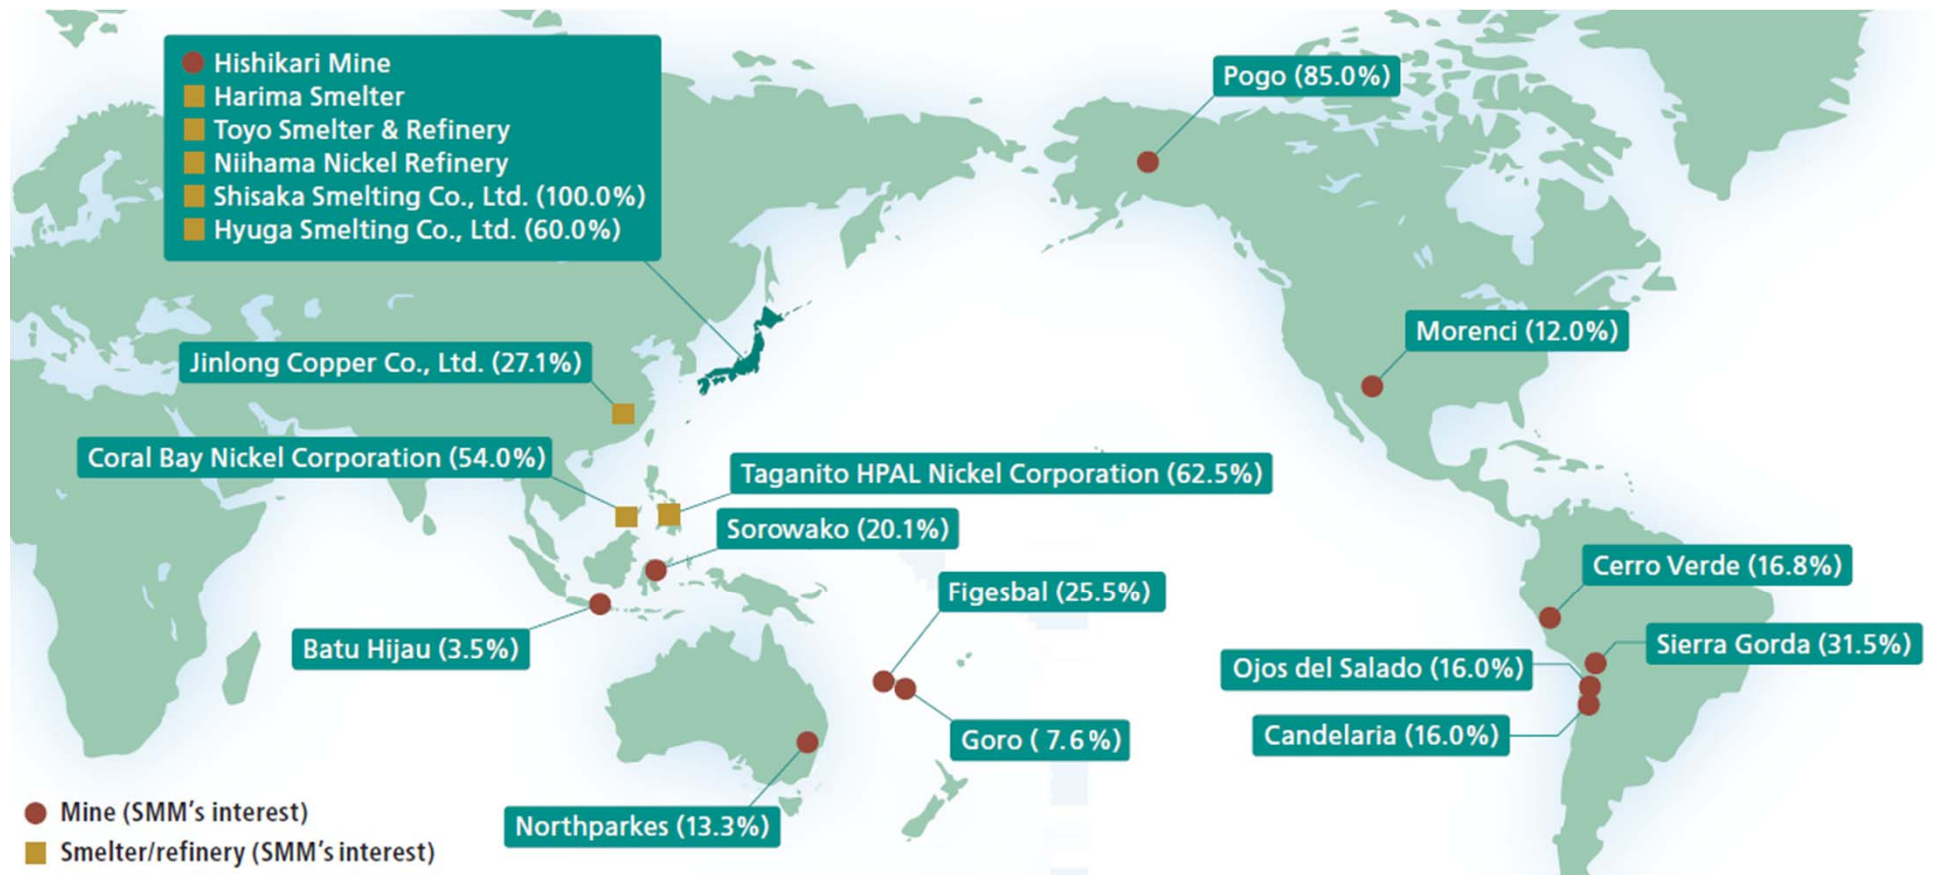 Hishikari Mine
Harima Smelter
Toyo Smelter & Refinery
Niihama Nickel Refinery
Shisaka Smelting Co., Ltd. (100.0%)
Hyuga Smelting Co., Ltd. (60.0%)
Pogo (85.0%)
Morenci (12.0%)
Jinlong Copper Co., Ltd. (27.1%)
Coral Bay Nickel Corporation (54.0%)
Taganito HPAL Nickel Corporation (62.5%)
Sorowako (20.1%)
Figesbal (25.5%)
Cerro Verde (16.8%)
Batu Hijau (3.5%)
Sierra Gorda (31.5%)
Ojos del Salado (16.0%)
Candelaria (16.0%)
Goro ( 7.6%)
Northparkes (13.3%)
Mine (SMM's interest)
Smelter/refinery (SMM's interest)